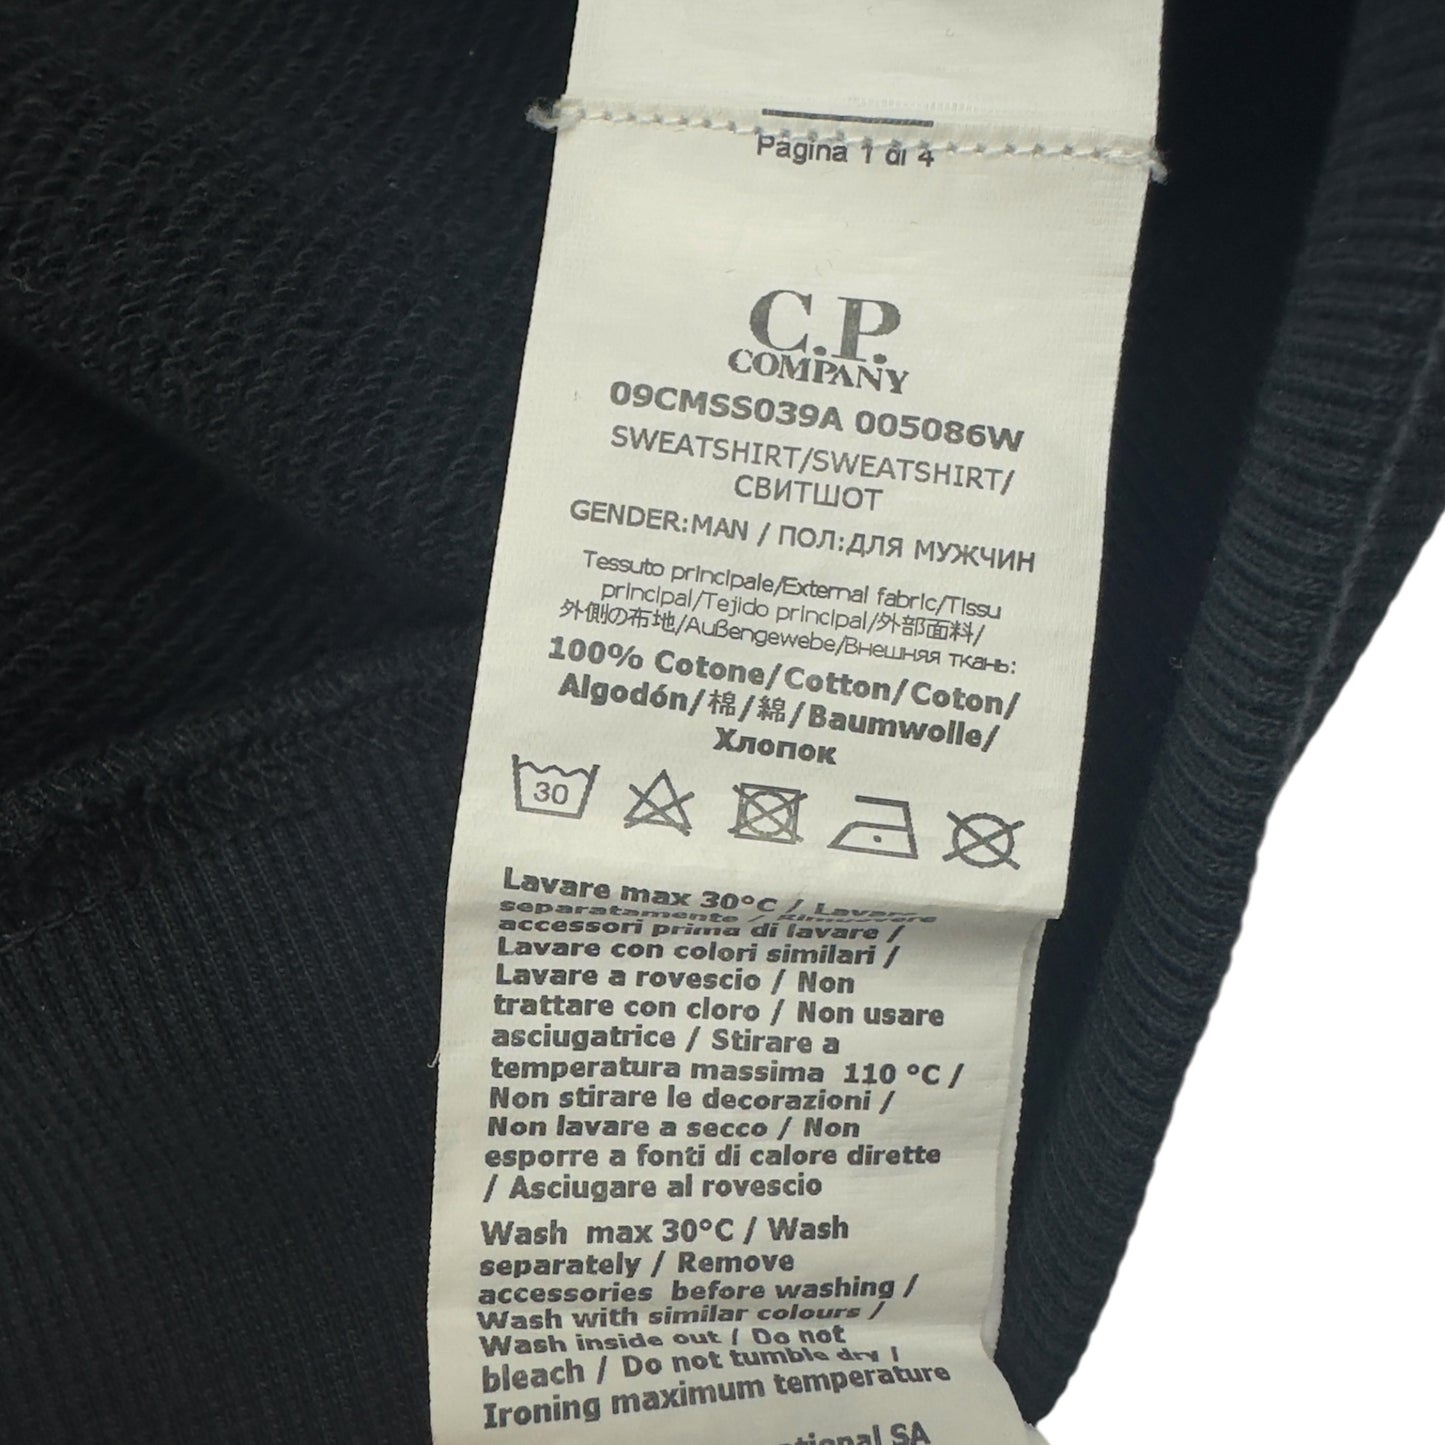 Pagina 1 di 4
C.P.
COMPANY
09CMSS039A 005086W
SWEATSHIRT/SWEATSHIRT/
СВИТШОТ
GENDER:MAN / ПОЛ:ДЛЯ МУЖЧИН
Tessuto principale/External fabric/Tissu
principal/Tejido principal/外部面料/
外側の布地/Außengewebe/Внешняя ткань:
100% Cotone/Cotton/Coton/
Algodón/棉/綿/Baumwolle/
Хлопок
30
Lavare max 30°C / Lavare
separatamente / Rimuovere
accessori prima di lavare /
Lavare con colori similari /
Lavare a rovescio / Non
trattare con cloro / Non usare
asciugatrice / Stirare a
temperatura massima 110 °C /
Non stirare le decorazioni /
Non lavare a secco / Non
esporre a fonti di calore dirette
/ Asciugare al rovescio
Wash max 30°C / Wash
separately / Remove
accessories before washing /
Wash with similar colours /
Wash inside out / Do not
bleach / Do not tumble dry /
Ironing maximum temperature
SA